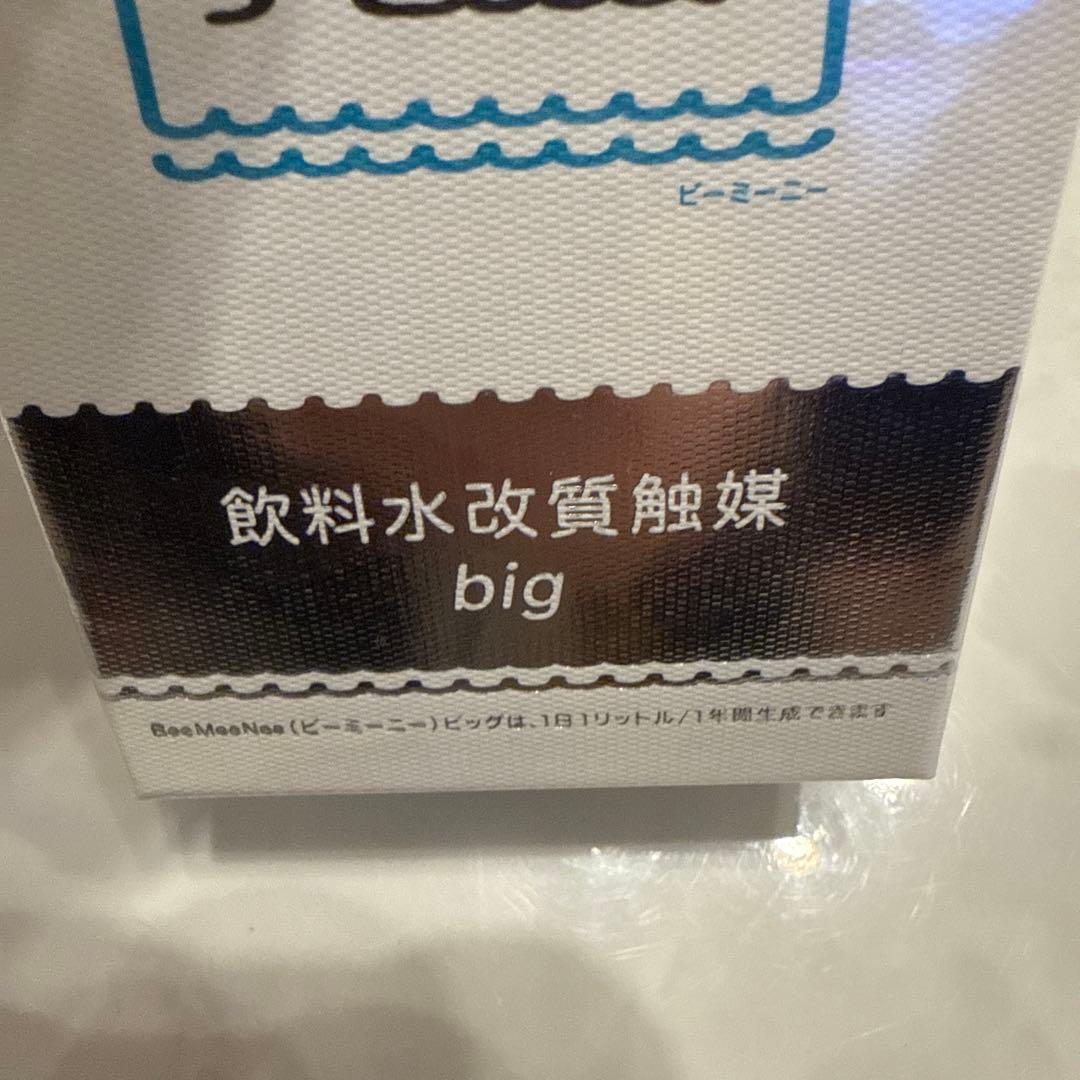 ビーミーニー
飲料水改質触媒
big
BeeMeeNee(ビーミーニー)ビッグは、1日1リットル/1年間生成できます